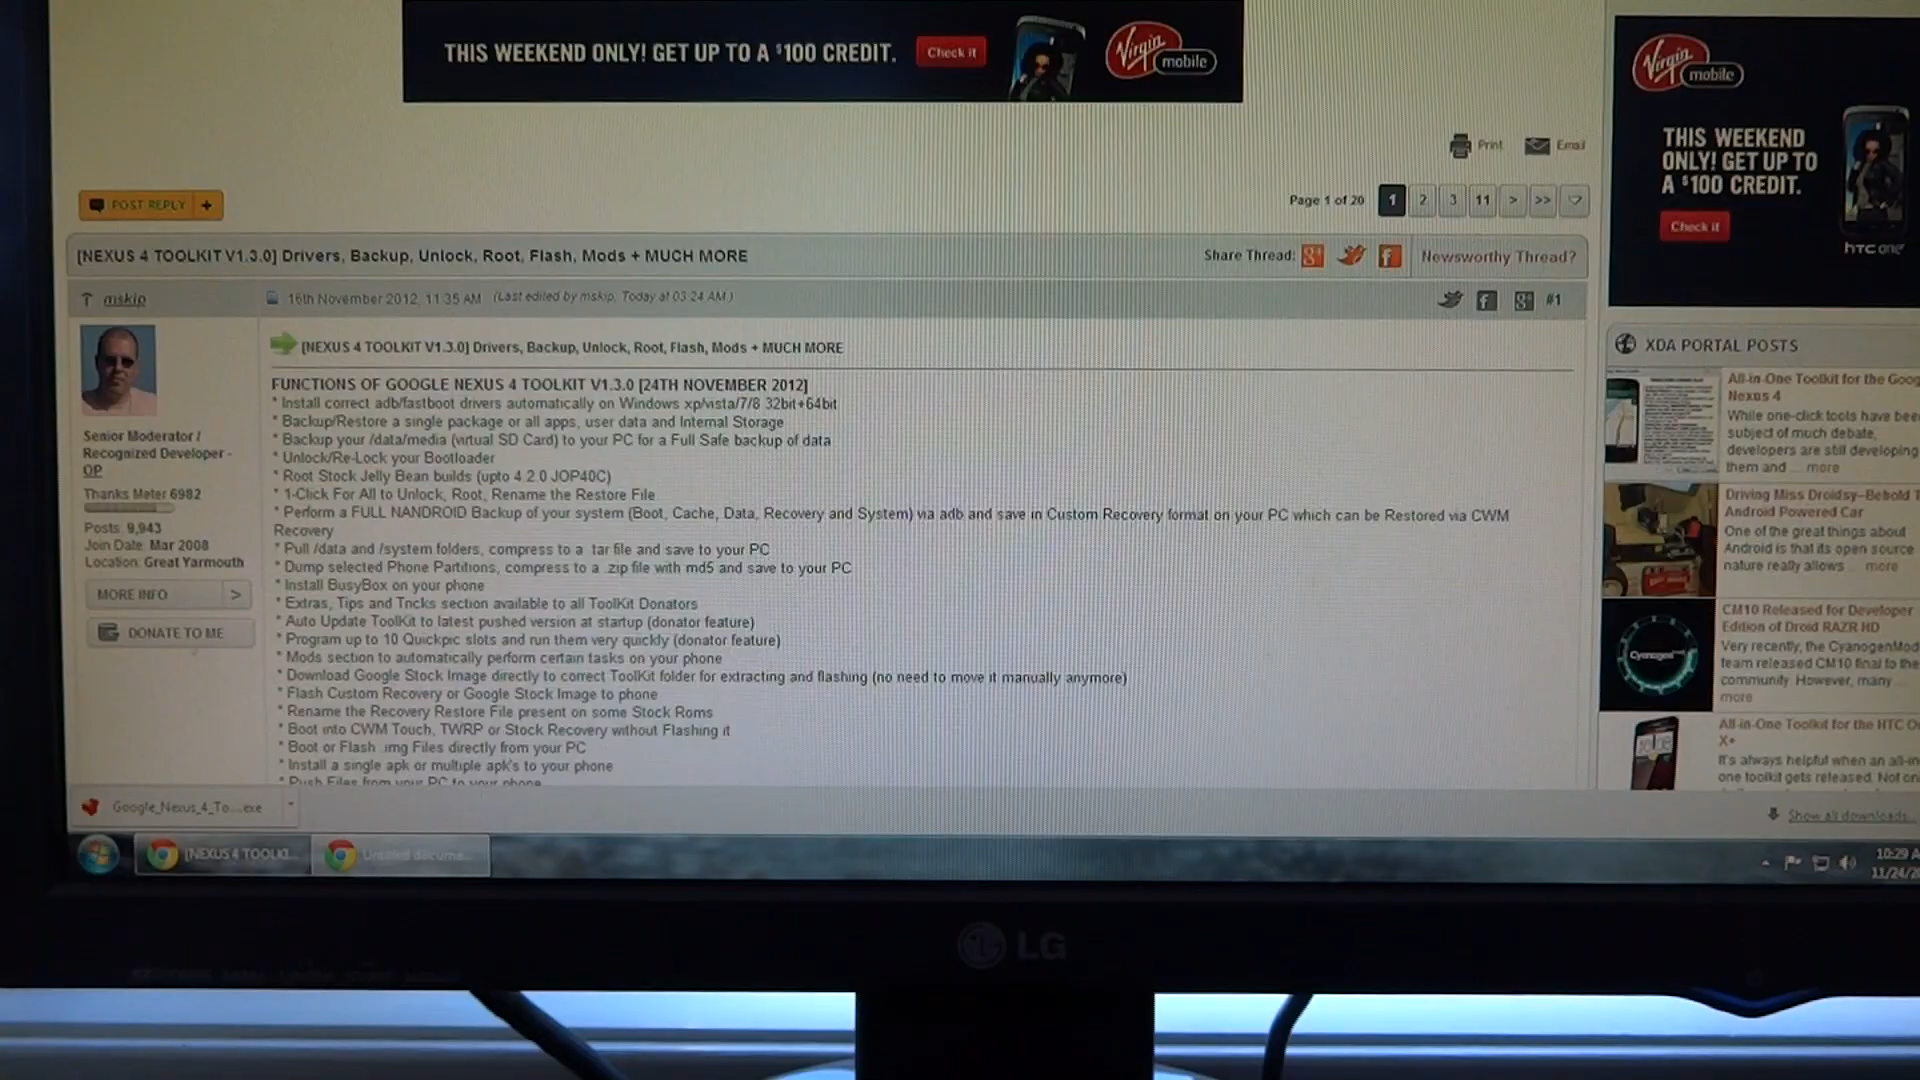 THIS WEEKEND ONLY! GET UP TO A $100 CREDIT.
Check it
Virgin
mobile
Virgin
mobile
THIS WEEKEND
ONLY! GET UP TO
A $100 CREDIT.
Check it
htc one
Print
Email
POST REPLY +
Page 1 of 20
1 2 3 11 > >>
[NEXUS 4 TOOLKIT V1.3.0] Drivers, Backup, Unlock, Root, Flash, Mods + MUCH MORE
Share Thread:
Newsworthy Thread?
mskip
16th November 2012, 11:35 AM (Last edited by mskip, Today at 03:24 AM.)
#1
Senior Moderator /
Recognized Developer -
OP
Thanks Meter 6982
Posts: 9,943
Join Date: Mar 2008
Location: Great Yarmouth
MORE INFO >
DONATE TO ME
[NEXUS 4 TOOLKIT V1.3.0] Drivers, Backup, Unlock, Root, Flash, Mods + MUCH MORE
FUNCTIONS OF GOOGLE NEXUS 4 TOOLKIT V1.3.0 [24TH NOVEMBER 2012]
* Install correct adb/fastboot drivers automatically on Windows xp/vista/7/8 32bit+64bit
* Backup/Restore a single package or all apps, user data and Internal Storage
* Backup your /data/media (virtual SD Card) to your PC for a Full Safe backup of data
* Unlock/Re-Lock your Bootloader
* Root Stock Jelly Bean builds (upto 4.2.0 JOP40C)
* 1-Click For All to Unlock, Root, Rename the Restore File
* Perform a FULL NANDROID Backup of your system (Boot, Cache, Data, Recovery and System) via adb and save in Custom Recovery format on your PC which can be Restored via CWM
Recovery
* Pull /data and /system folders, compress to a .tar file and save to your PC
* Dump selected Phone Partitions, compress to a .zip file with md5 and save to your PC
* Install BusyBox on your phone
* Extras, Tips and Tricks section available to all ToolKit Donators
* Auto Update ToolKit to latest pushed version at startup (donator feature)
* Program up to 10 Quickpic slots and run them very quickly (donator feature)
* Mods section to automatically perform certain tasks on your phone
* Download Google Stock Image directly to correct ToolKit folder for extracting and flashing (no need to move it manually anymore)
* Flash Custom Recovery or Google Stock Image to phone
* Rename the Recovery Restore File present on some Stock Roms
* Boot into CWM Touch, TWRP or Stock Recovery without Flashing it
* Boot or Flash .img Files directly from your PC
* Install a single apk or multiple apk's to your phone
* Push Files from your PC to your phone
XDA PORTAL POSTS
All-in-One Toolkit for the Goog
Nexus 4
While one-click tools have bee
subject of much debate,
developers are still developing
them and ... more
Driving Miss Droidsy–Behold T
Android Powered Car
One of the great things about
Android is that its open source
nature really allows ... more
CM10 Released for Developer
Edition of Droid RAZR HD
Very recently, the CyanogenMod
team released CM10 final to the
community. However, many ...
more
All-in-One Toolkit for the HTC O
X+
It's always helpful when an all-in
one toolkit gets released. Not on
Google_Nexus_4_To....exe
Show all downloads...
[NEXUS 4 TOOLKI...
Untitled docume...
10:29 A
11/24/2
LG